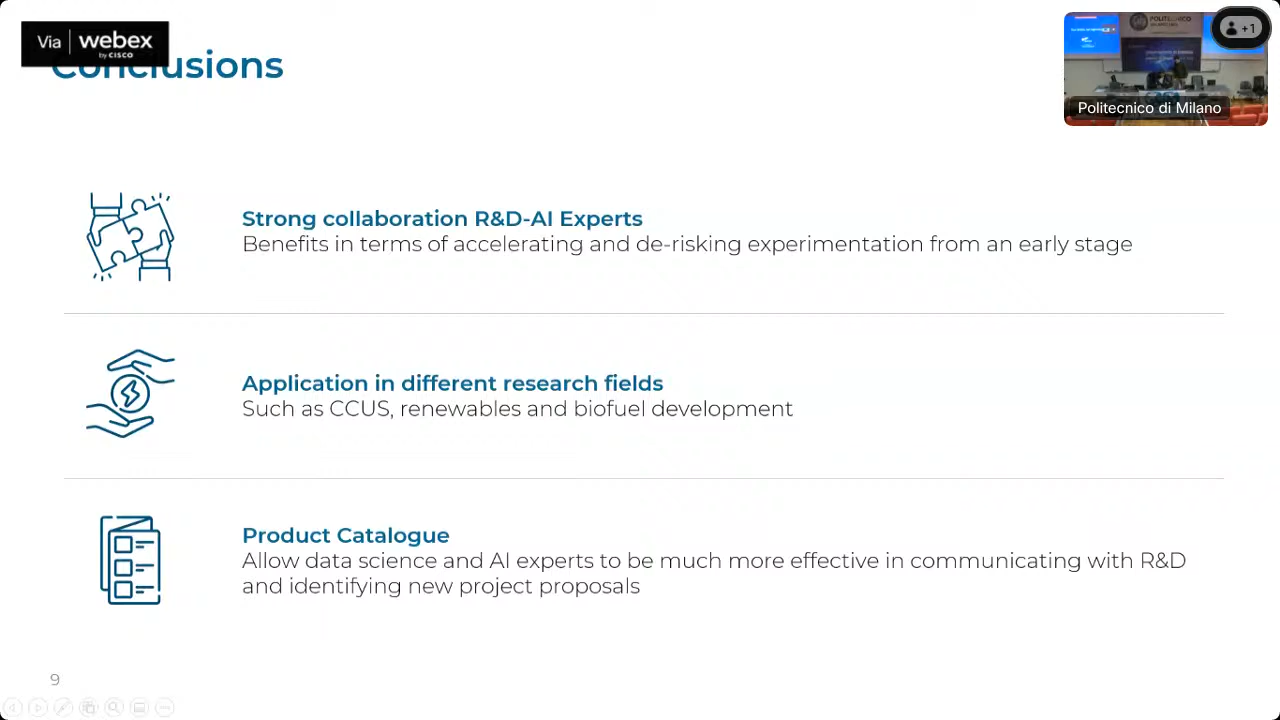 Via webex
by CISCO
Conclusions
POLITECNICO
+1
Politecnico di Milano
Strong collaboration R&D-AI Experts
Benefits in terms of accelerating and de-risking experimentation from an early stage
Application in different research fields
Such as CCUS, renewables and biofuel development
Product Catalogue
Allow data science and AI experts to be much more effective in communicating with R&D
and identifying new project proposals
9